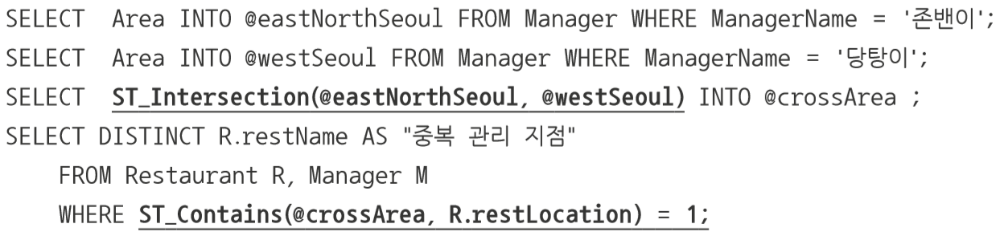 SELECT  Area INTO @eastNorthSeoul FROM Manager WHERE ManagerName = '존밴이';
SELECT  Area INTO @westSeoul FROM Manager WHERE ManagerName = '당탕이';
SELECT  ST_Intersection(@eastNorthSeoul, @westSeoul) INTO @crossArea ;
SELECT DISTINCT R.restName AS "중복 관리 지점"
    FROM Restaurant R, Manager M
    WHERE ST_Contains(@crossArea, R.restLocation) = 1;